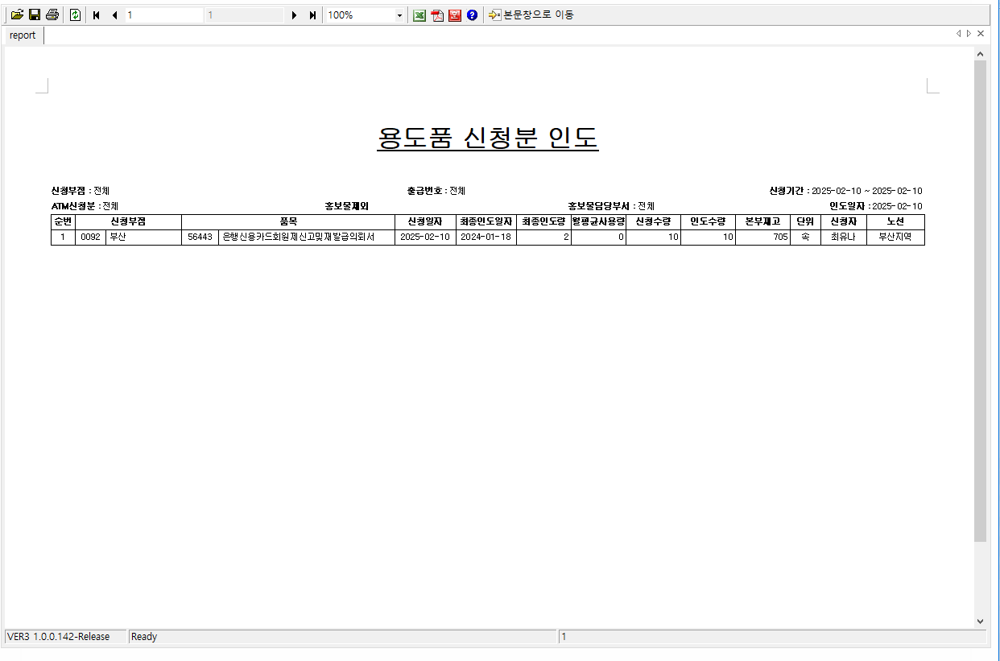 1 1 100% 본문창으로 이동
report
용도품 신청분 인도
신청부점 : 전체 출급번호 : 전체 신청기간 : 2025-02-10 ~ 2025-02-10
ATM신청분 : 전체 홍보물제외 홍보물담당부서 : 전체 인도일자 : 2025-02-10
순번 신청부점 품목 신청일자 최종인도일자 최종인도량 월평균사용량 신청수량 인도수량 본부재고 단위 신청자 노선
1 0092 부산 56443 은행신용카드회원제신고및재발급의뢰서 2025-02-10 2024-01-18 2 0 10 10 705 속 최유나 부산지역
VER3 1.0.0.142-Release Ready 1